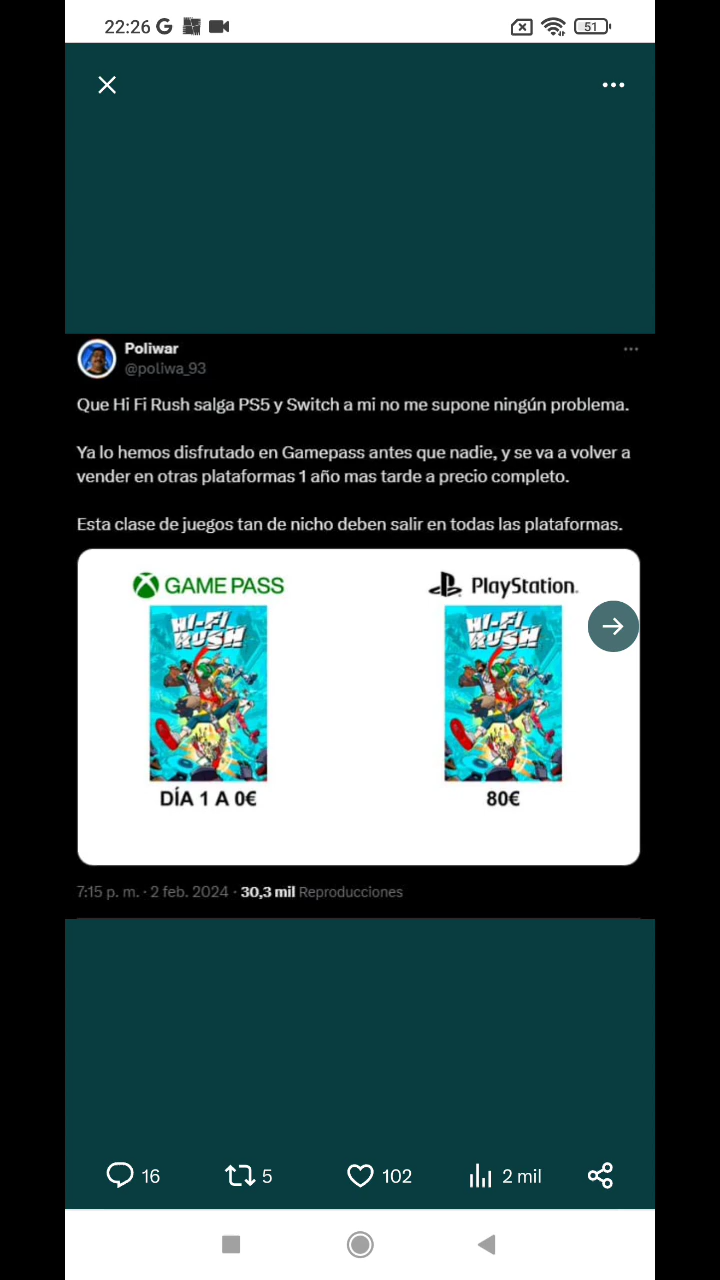 22:26
51
Poliwar
@poliwa_93
Que Hi Fi Rush salga PS5 y Switch a mi no me supone ningún problema.
Ya lo hemos disfrutado en Gamepass antes que nadie, y se va a volver a
vender en otras plataformas 1 año mas tarde a precio completo.
Esta clase de juegos tan de nicho deben salir en todas las plataformas.
GAME PASS
PlayStation
HI-FI
RUSH
HI-FI
RUSH
DÍA 1 A 0€
80€
7:15 p. m. · 2 feb. 2024 · 30,3 mil Reproducciones
16
5
102
2 mil